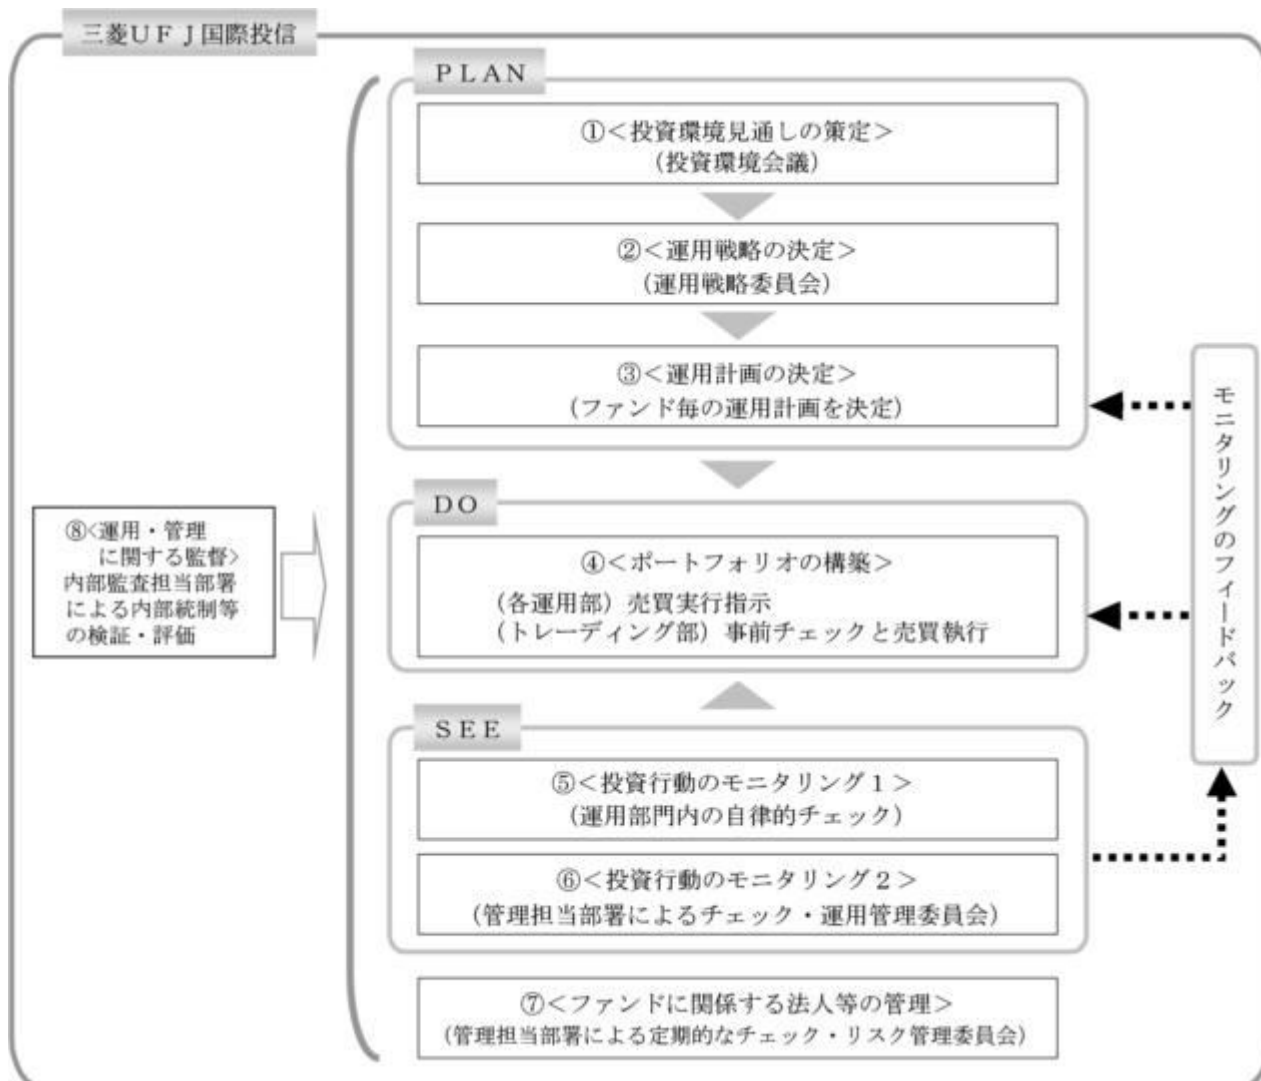 三菱ＵＦＪ国際投信
ＰＬＡＮ
①＜投資環境見通しの策定＞
（投資環境会議）
②＜運用戦略の決定＞
（運用戦略委員会）
③＜運用計画の決定＞
（ファンド毎の運用計画を決定）
ＤＯ
④＜ポートフォリオの構築＞
（各運用部）売買実行指示
（トレーディング部）事前チェックと売買執行
ＳＥＥ
⑤＜投資行動のモニタリング１＞
（運用部門内の自律的チェック）
⑥＜投資行動のモニタリング２＞
（管理担当部署によるチェック・運用管理委員会）
⑦＜ファンドに関係する法人等の管理＞
（管理担当部署による定期的なチェック・リスク管理委員会）
⑧<運用・管理
に関する監督>
内部監査担当部署
による内部統制等
の検証・評価
モニタリングのフィードバック